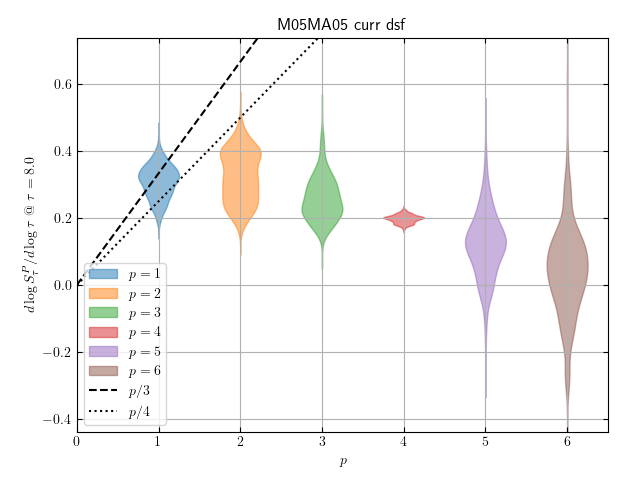 M05MA05 curr dsf
d log S_τ^P / d log τ @ τ = 8.0
0.6
0.4
0.2
0.0
−0.2
−0.4
p = 1
p = 2
p = 3
p = 4
p = 5
p = 6
p/3
p/4
0 1 2 3 4 5 6
p